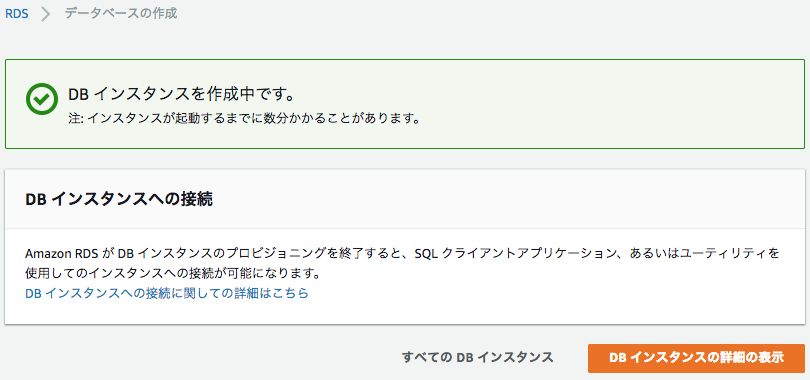 RDS > データベースの作成
DB インスタンスを作成中です。
注: インスタンスが起動するまでに数分かかることがあります。
DB インスタンスへの接続
Amazon RDS が DB インスタンスのプロビジョニングを終了すると、SQL クライアントアプリケーション、あるいはユーティリティを
使用してのインスタンスへの接続が可能になります。
DB インスタンスへの接続に関しての詳細はこちら
すべての DB インスタンス
DB インスタンスの詳細の表示